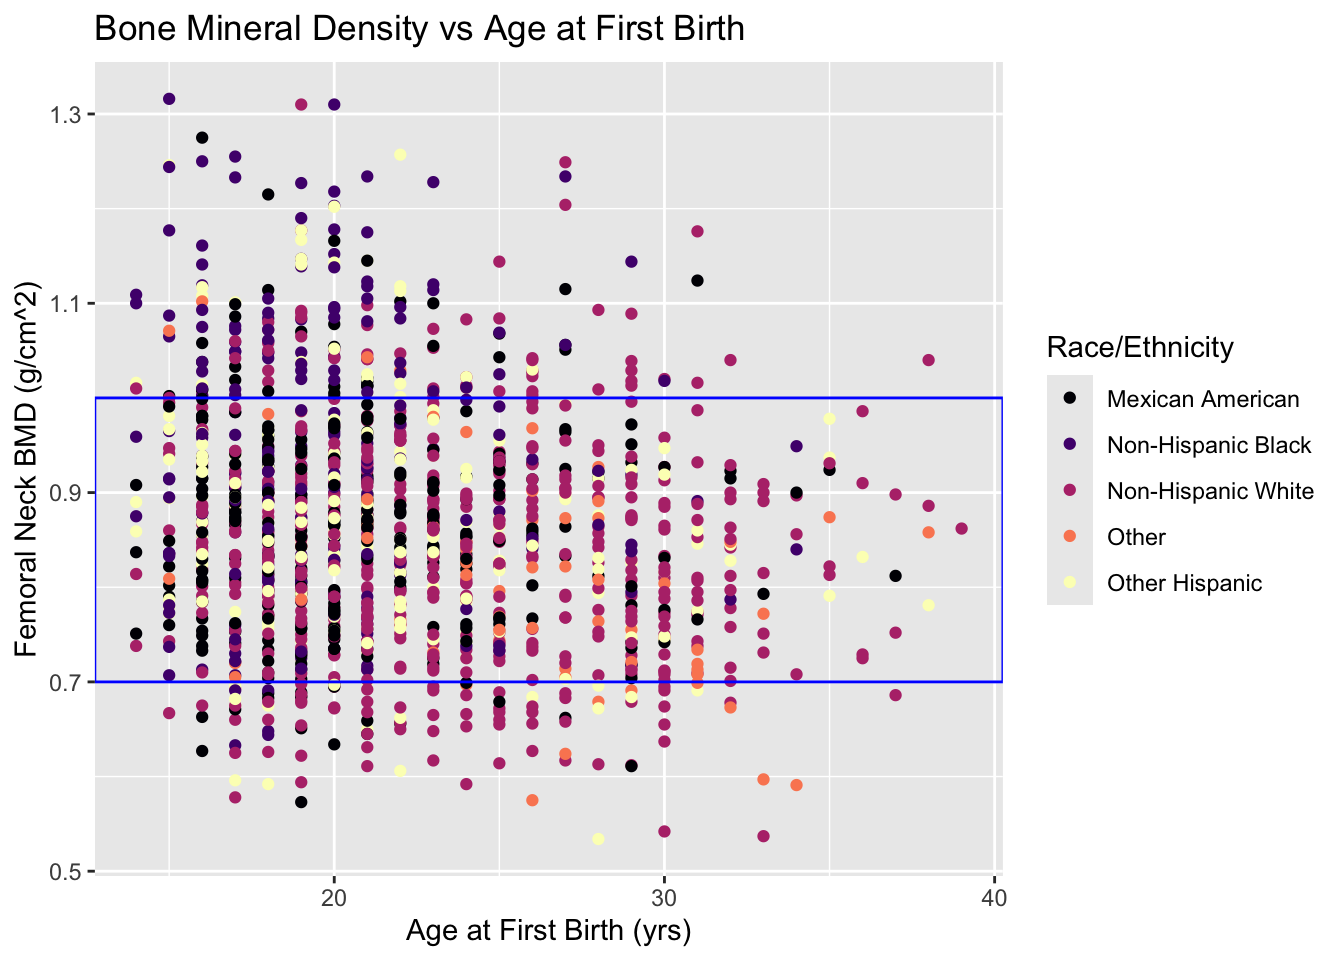 Bone Mineral Density vs Age at First Birth
1.3
1.1
0.9
0.7
0.5
Femoral Neck BMD (g/cm^2)
20
30
40
Age at First Birth (yrs)
Race/Ethnicity
Mexican American
Non-Hispanic Black
Non-Hispanic White
Other
Other Hispanic